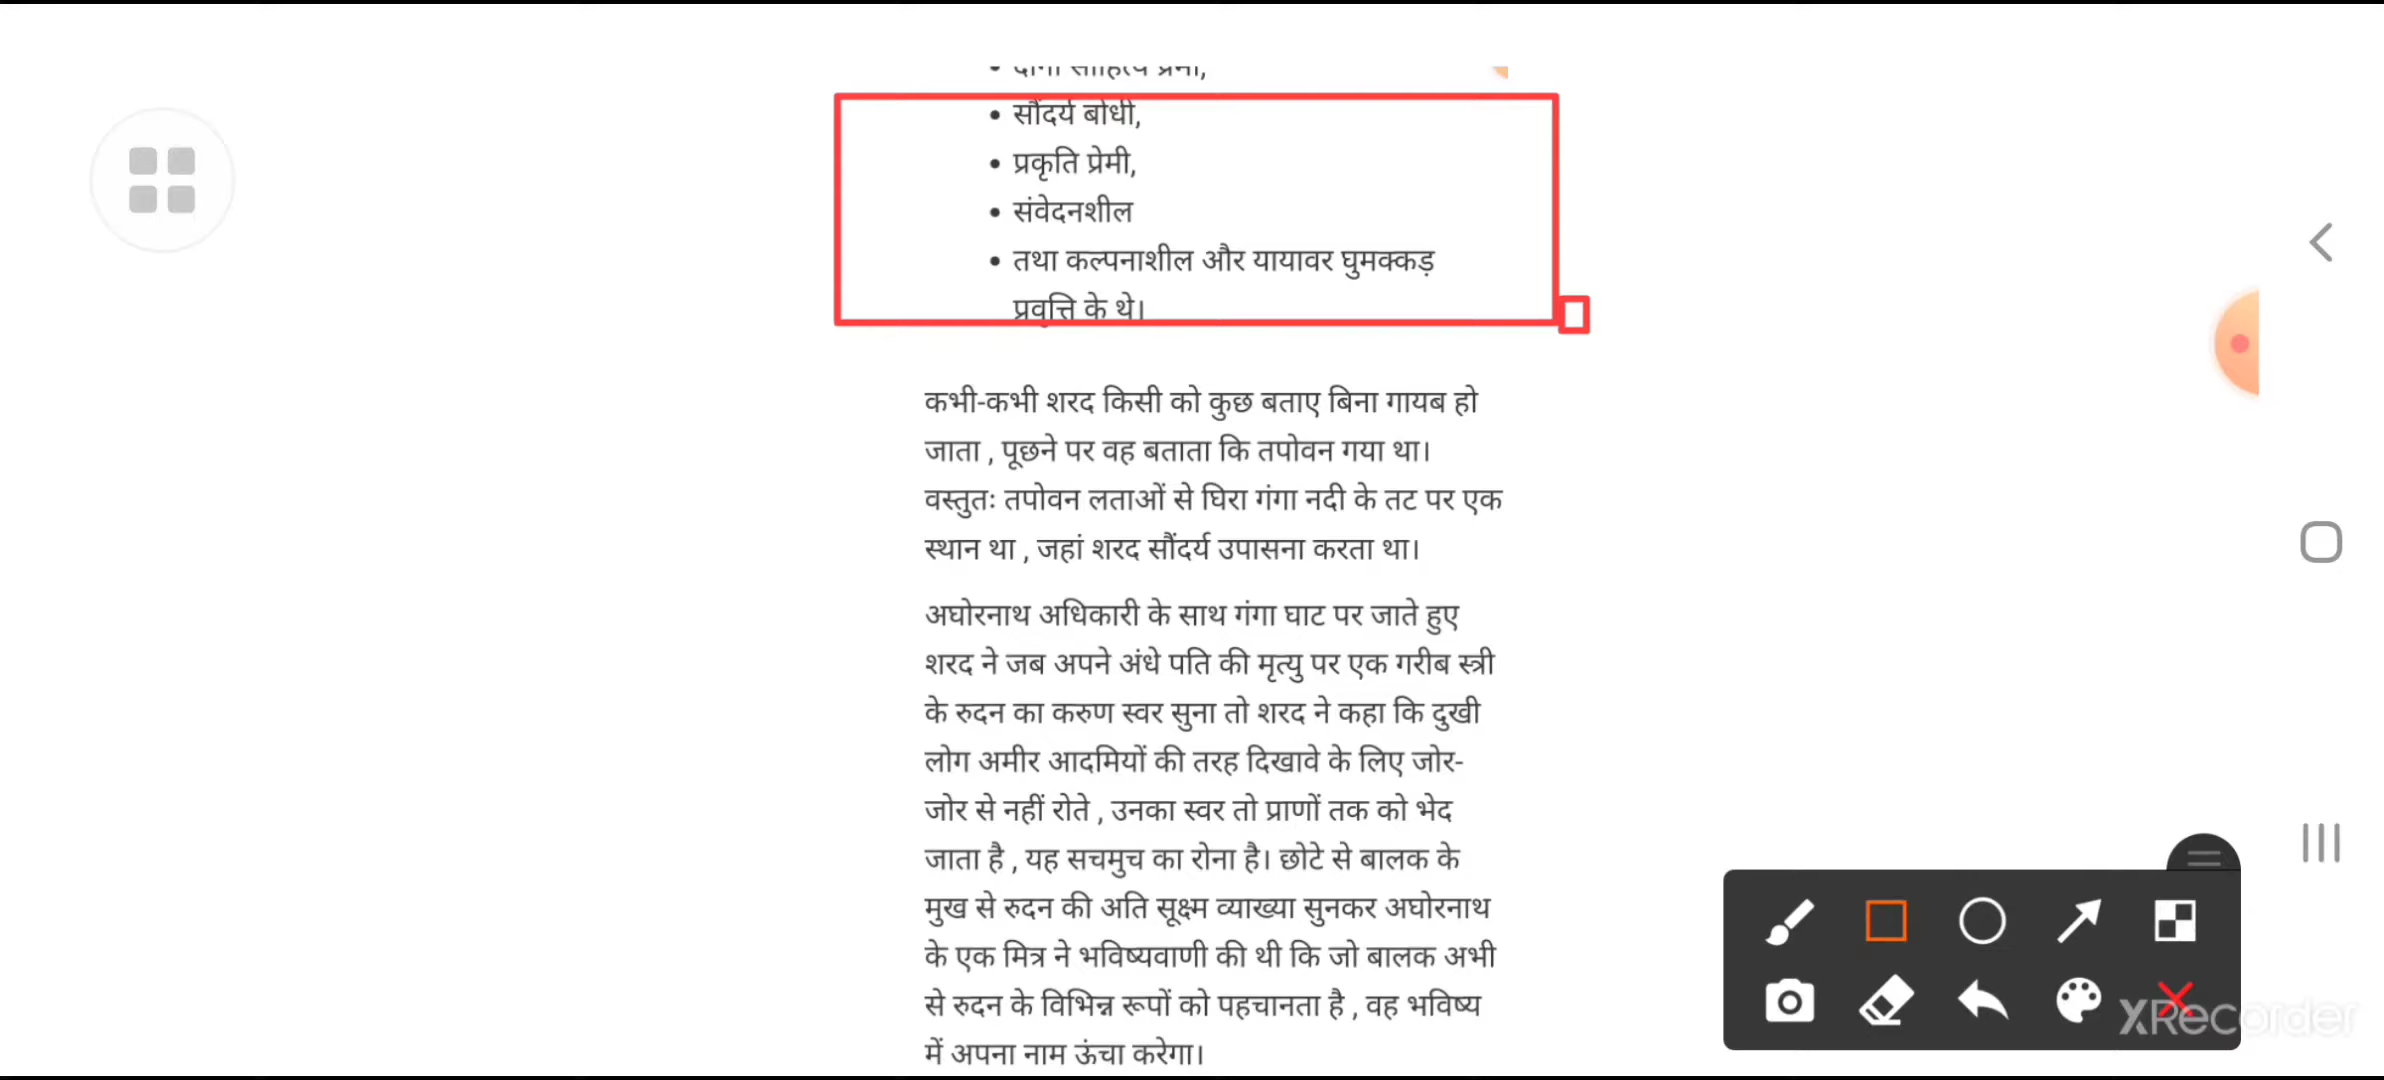 • सौंदर्य बोधी,
• प्रकृति प्रेमी,
• संवेदनशील
• तथा कल्पनाशील और यायावर घुमक्कड़
प्रवृत्ति के थे।
कभी-कभी शरद किसी को कुछ बताए बिना गायब हो
जाता , पूछने पर वह बताता कि तपोवन गया था।
वस्तुतः तपोवन लताओं से घिरा गंगा नदी के तट पर एक
स्थान था , जहां शरद सौंदर्य उपासना करता था।
अघोरनाथ अधिकारी के साथ गंगा घाट पर जाते हुए
शरद ने जब अपने अंधे पति की मृत्यु पर एक गरीब स्त्री
के रुदन का करुण स्वर सुना तो शरद ने कहा कि दुखी
लोग अमीर आदमियों की तरह दिखावे के लिए जोर-
जोर से नहीं रोते , उनका स्वर तो प्राणों तक को भेद
जाता है , यह सचमुच का रोना है। छोटे से बालक के
मुख से रुदन की अति सूक्ष्म व्याख्या सुनकर अघोरनाथ
के एक मित्र ने भविष्यवाणी की थी कि जो बालक अभी
से रुदन के विभिन्न रूपों को पहचानता है , वह भविष्य
में अपना नाम ऊंचा करेगा।
XRecorder